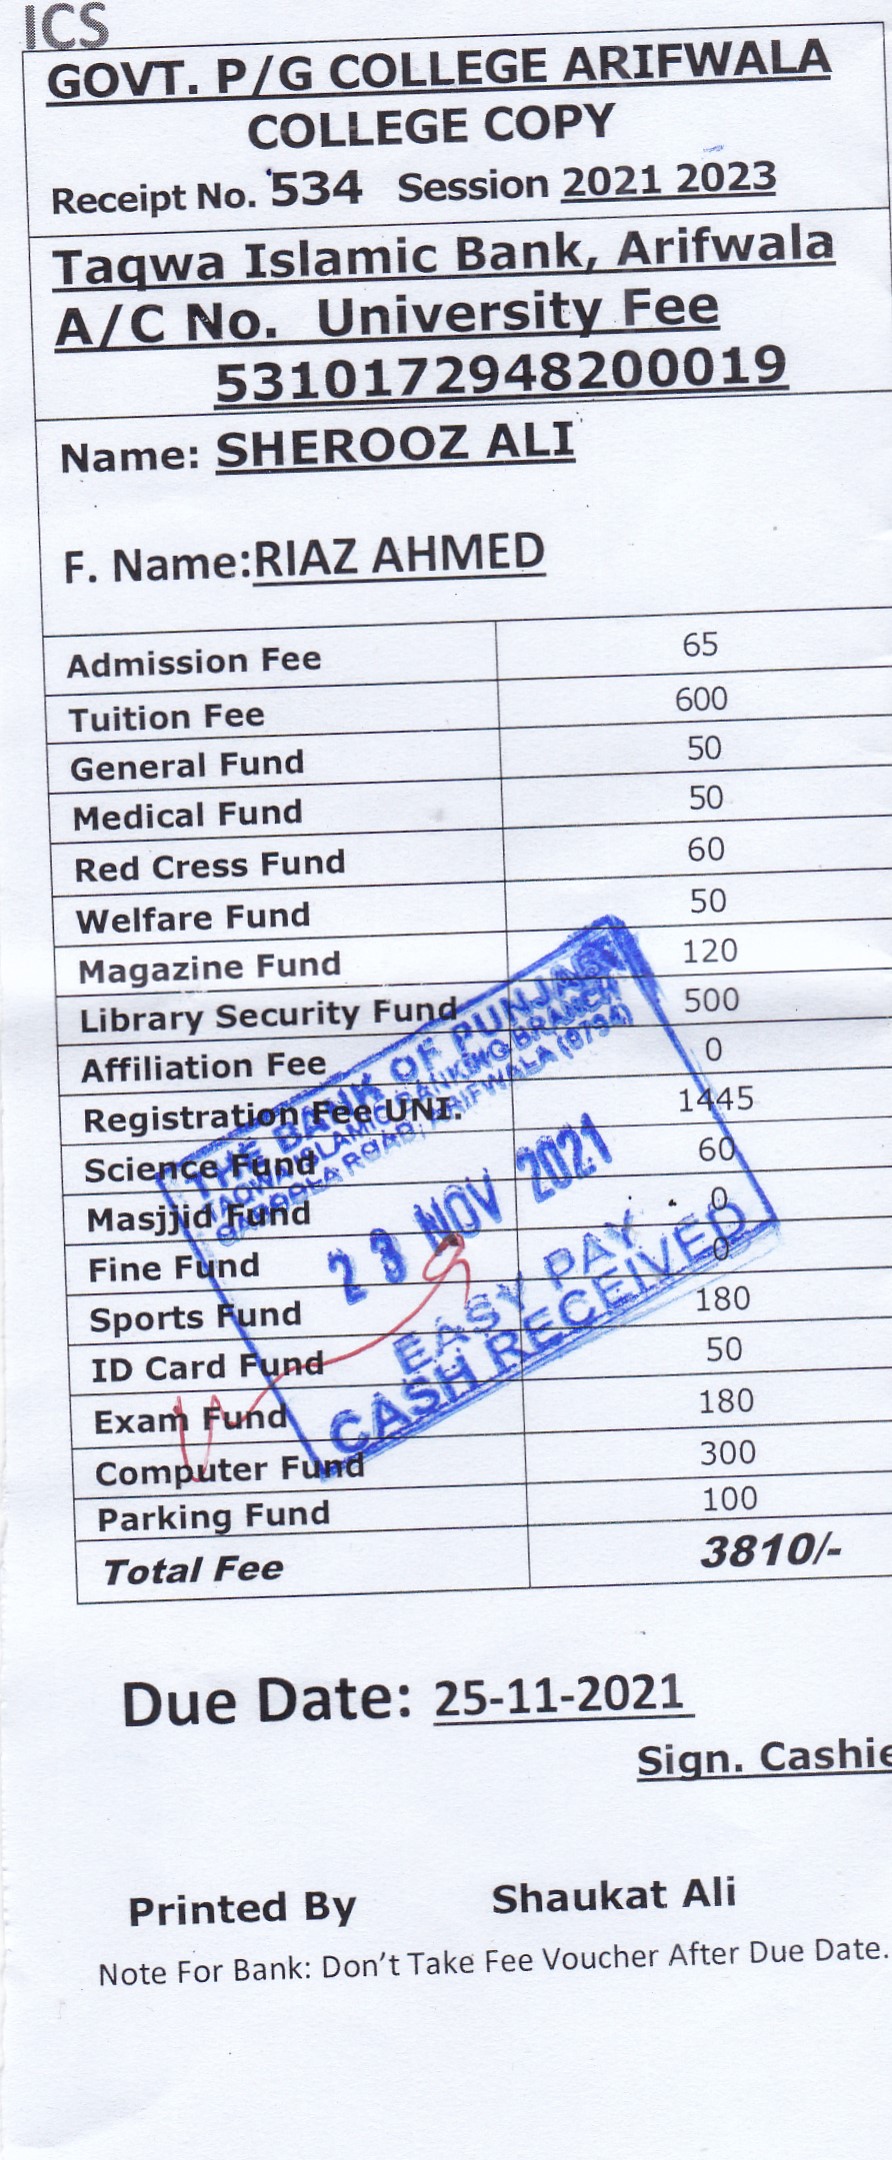 ICS
GOVT. P/G COLLEGE ARIFWALA
COLLEGE COPY
Receipt No. 534 Session 2021 2023
Taqwa Islamic Bank, Arifwala
A/C No. University Fee
5310172948200019
Name: SHEROOZ ALI
F. Name:RIAZ AHMED
Admission Fee 65
Tuition Fee 600
General Fund 50
Medical Fund 50
Red Cress Fund 60
Welfare Fund 50
Magazine Fund 120
Library Security Fund 500
Affiliation Fee 0
Registration Fee UNI. 1445
Science Fund 60
Masjjid Fund 0
Fine Fund 0
Sports Fund 180
ID Card Fund 50
Exam Fund 180
Computer Fund 300
Parking Fund 100
Total Fee 3810/-
THE BANK OF PUNJAB
TAQWA ISLAMIC BANKING BRANCH
ROAD, ARIFWALA
23 NOV 2021
EASY PAY
CASH RECEIVED
Due Date: 25-11-2021
Sign. Cashie
Printed By Shaukat Ali
Note For Bank: Don't Take Fee Voucher After Due Date.